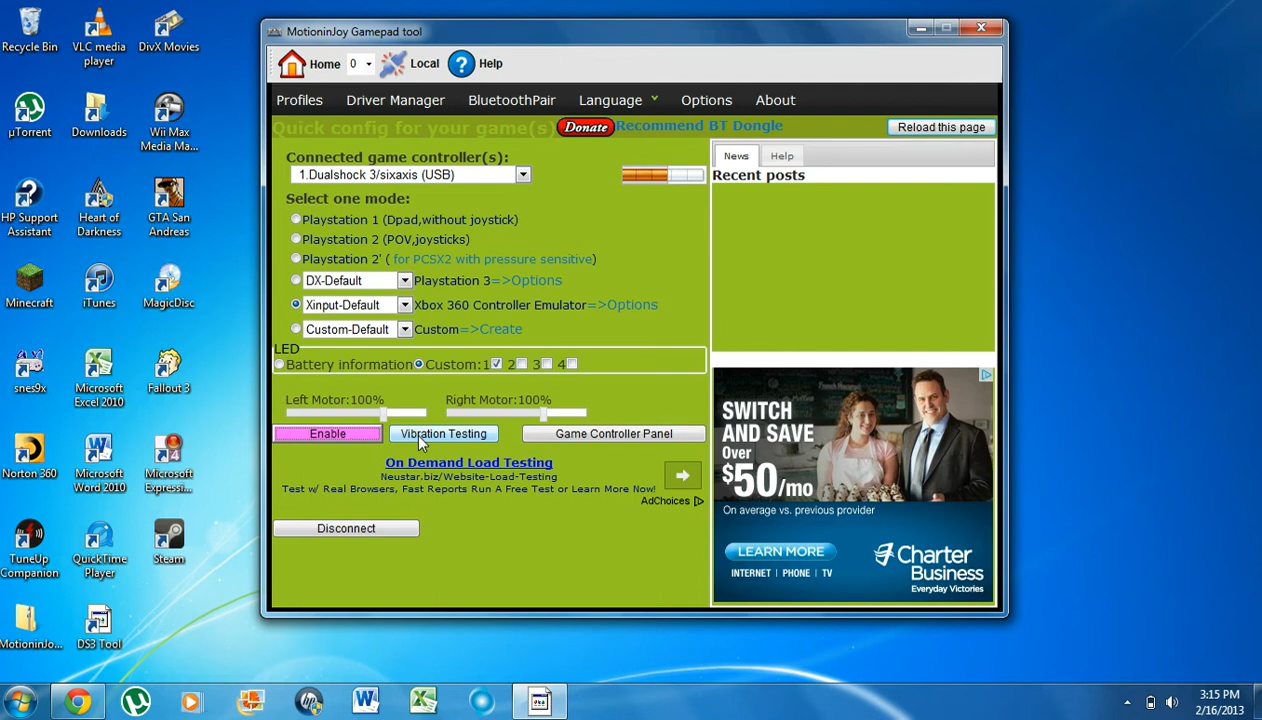 Recycle Bin
VLC media
player
DivX Movies
µTorrent
Downloads
Wii Max
Media Ma...
HP Support
Assistant
Heart of
Darkness
GTA San
Andreas
Minecraft
iTunes
MagicDisc
snes9x
Microsoft
Excel 2010
Fallout 3
Norton 360
Microsoft
Word 2010
Microsoft
Expressi...
TuneUp
Companion
QuickTime
Player
Steam
MotioninJo...
DS3 Tool
MotioninJoy Gamepad tool
Home 0 Local Help
Profiles Driver Manager BluetoothPair Language Options About
Quick config for your game(s) Donate Recommend BT Dongle Reload this page
Connected game controller(s):
1.Dualshock 3/sixaxis (USB)
Select one mode:
Playstation 1 (Dpad,without joystick)
Playstation 2 (POV,joysticks)
Playstation 2' ( for PCSX2 with pressure sensitive)
DX-Default Playstation 3=>Options
Xinput-Default Xbox 360 Controller Emulator=>Options
Custom-Default Custom=>Create
LED
Battery information Custom:1 2 3 4
Left Motor:100% Right Motor:100%
Enable Vibration Testing Game Controller Panel
On Demand Load Testing
Neustar.biz/Website-Load-Testing
Test w/ Real Browsers, Fast Reports Run A Free Test or Learn More Now!
AdChoices
Disconnect
News Help
Recent posts
SWITCH
AND SAVE
Over
$50/mo
On average vs. previous provider
LEARN MORE
INTERNET | PHONE | TV
Charter
Business
Everyday Victories
3:15 PM
2/16/2013